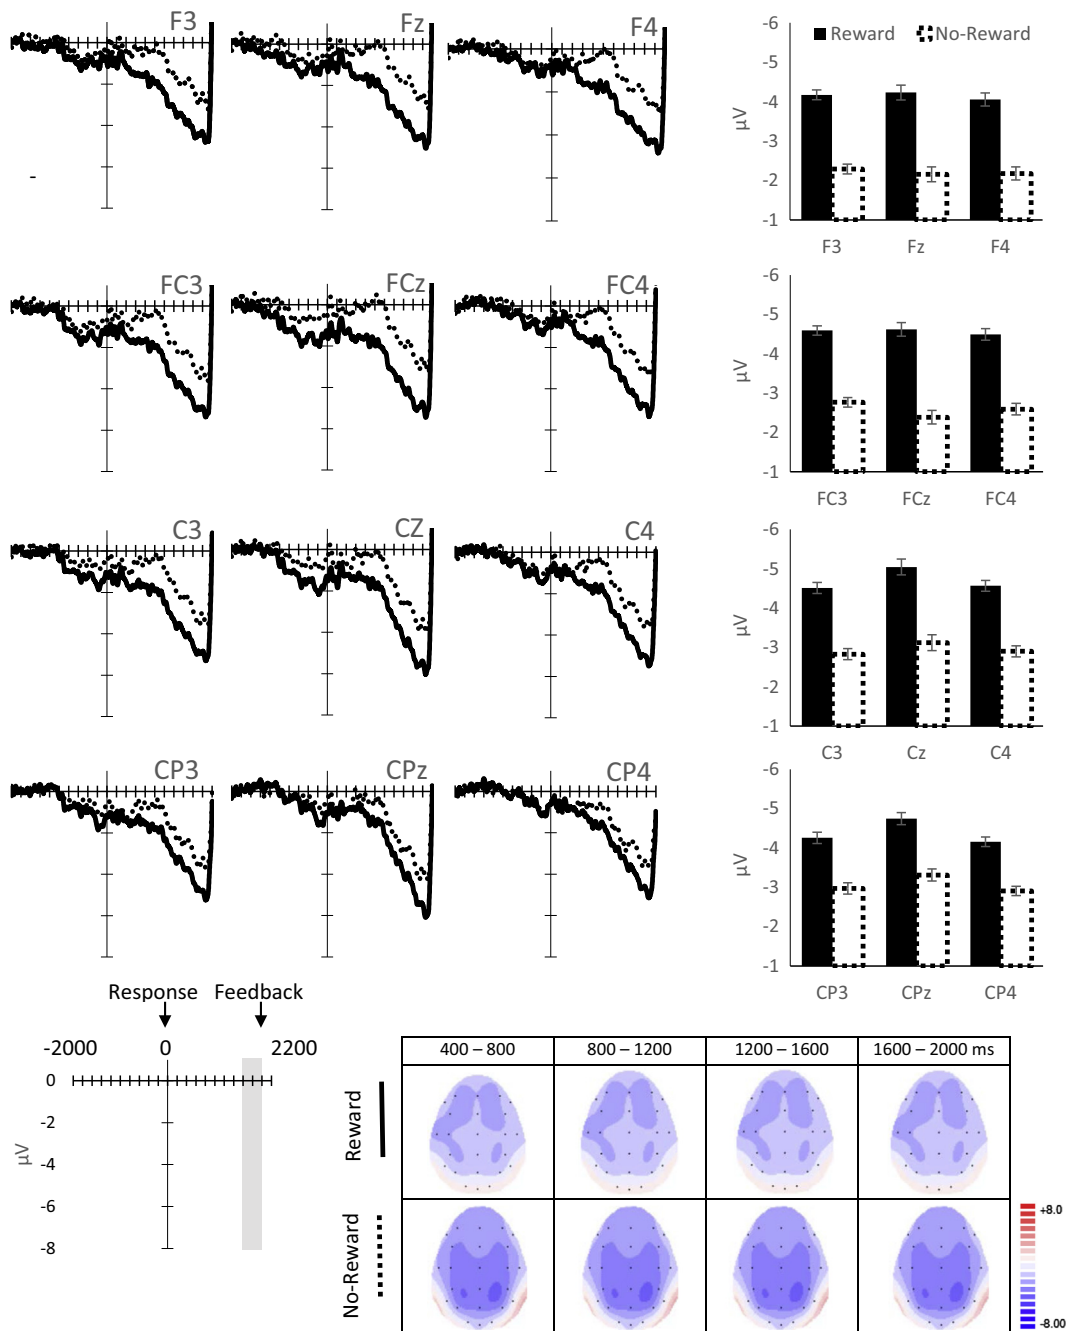 F3
Fz
F4
-6
-5
-4
-3
-2
-1
µV
Reward
No-Reward
F3
Fz
F4
-
FC3
FCz
FC4
-6
-5
-4
-3
-2
-1
µV
FC3
FCz
FC4
C3
CZ
C4
-6
-5
-4
-3
-2
-1
µV
C3
Cz
C4
CP3
CPz
CP4
-6
-5
-4
-3
-2
-1
µV
CP3
CPz
CP4
Response
Feedback
-2000
0
2200
0
-2
-4
-6
-8
µV
400 – 800
800 – 1200
1200 – 1600
1600 – 2000 ms
Reward
No-Reward
+8.0
-8.00